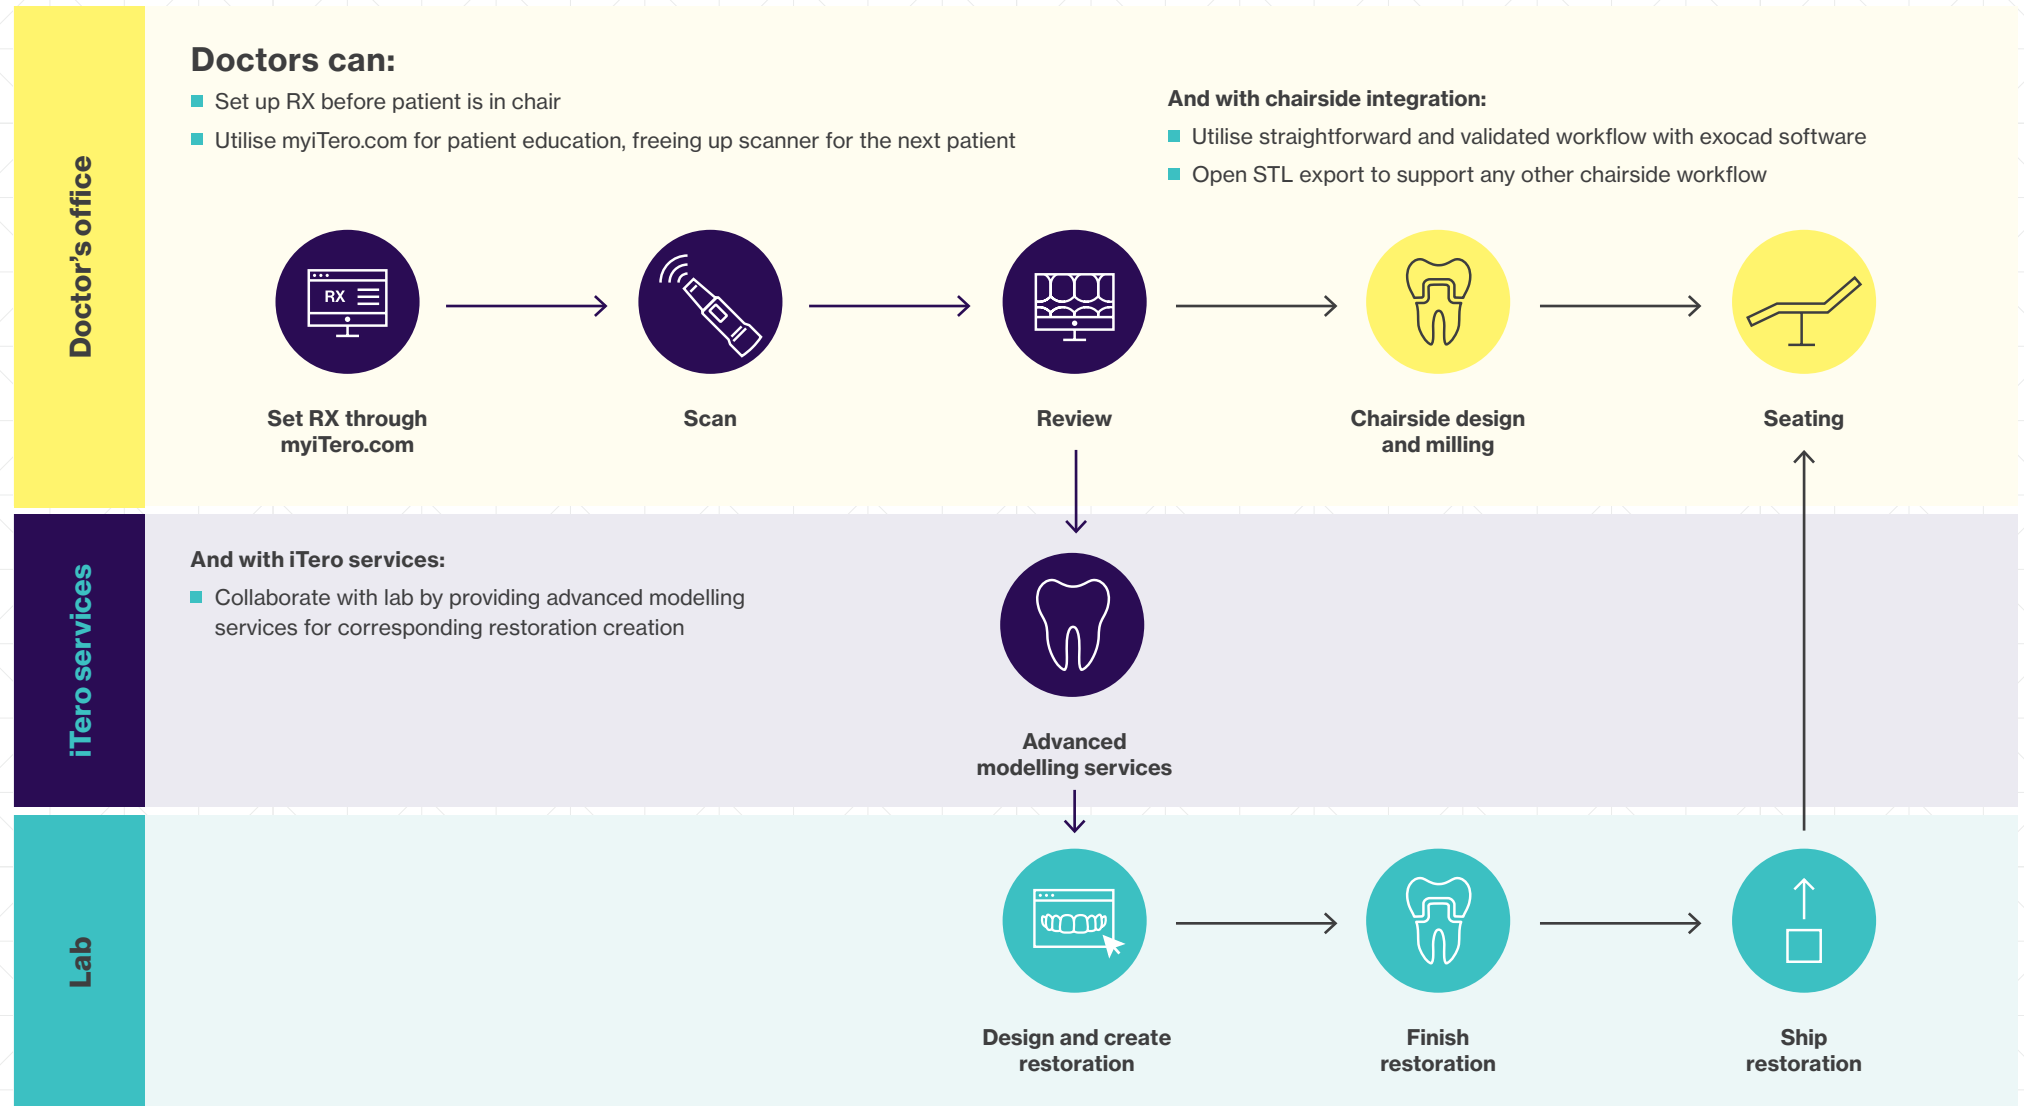 Doctor's office
Doctors can:
Set up RX before patient is in chair
Utilise myiTero.com for patient education, freeing up scanner for the next patient
And with chairside integration:
Utilise straightforward and validated workflow with exocad software
Open STL export to support any other chairside workflow
RX
Set RX through
myiTero.com
Scan
Review
Chairside design
and milling
Seating
iTero services
And with iTero services:
Collaborate with lab by providing advanced modelling
services for corresponding restoration creation
Advanced
modelling services
Lab
Design and create
restoration
Finish
restoration
Ship
restoration